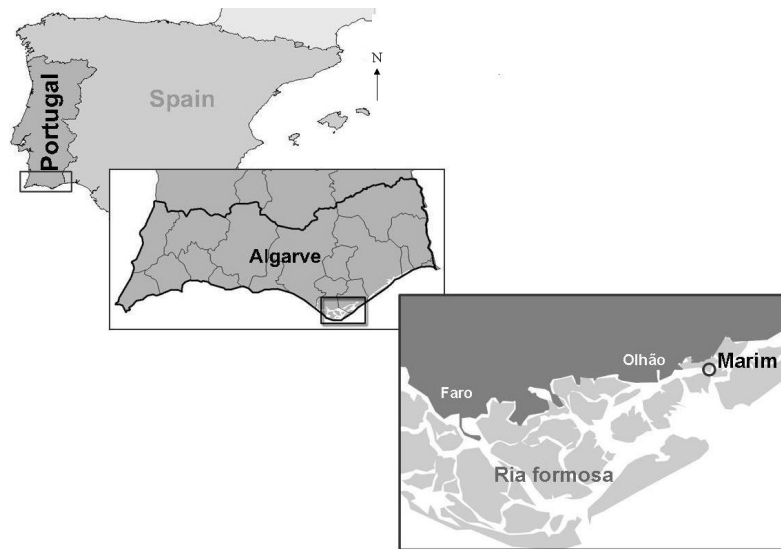 N
Spain
Portugal
Algarve
Olhão
Marim
Faro
Ria formosa